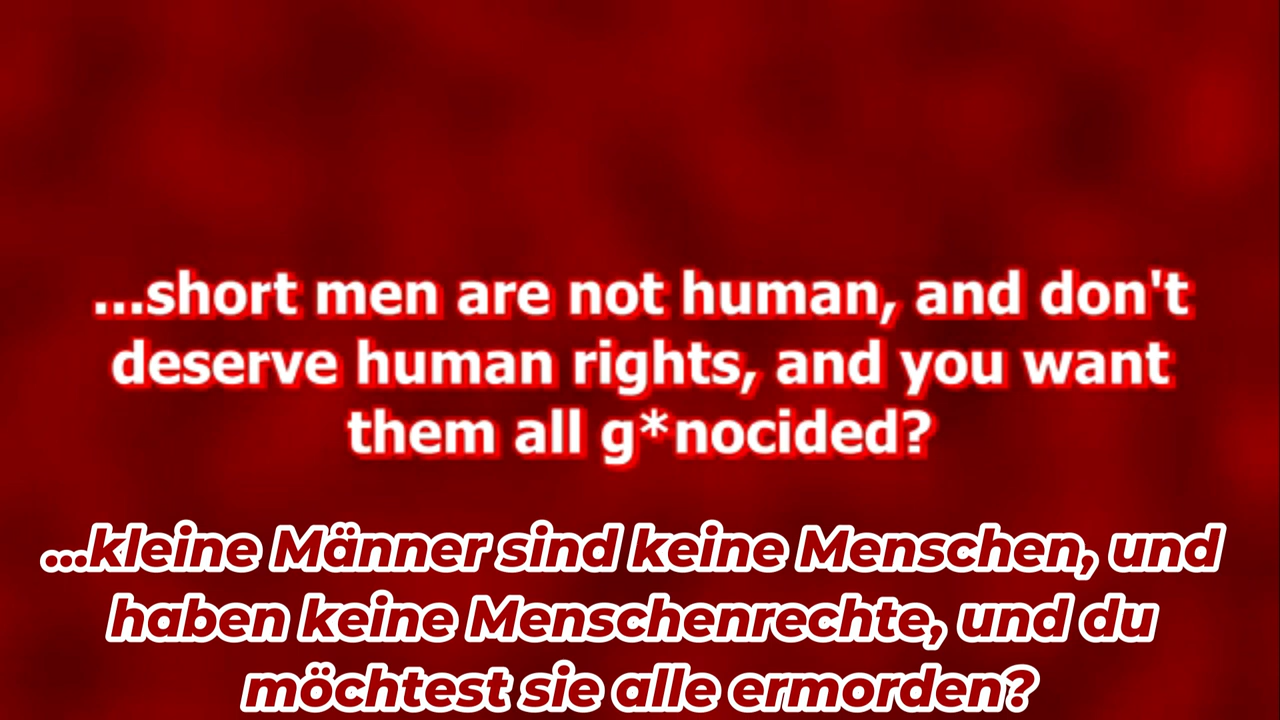 ...short men are not human, and don't
deserve human rights, and you want
them all g*nocided?
...kleine Männer sind keine Menschen, und
haben keine Menschenrechte, und du
möchtest sie alle ermorden?